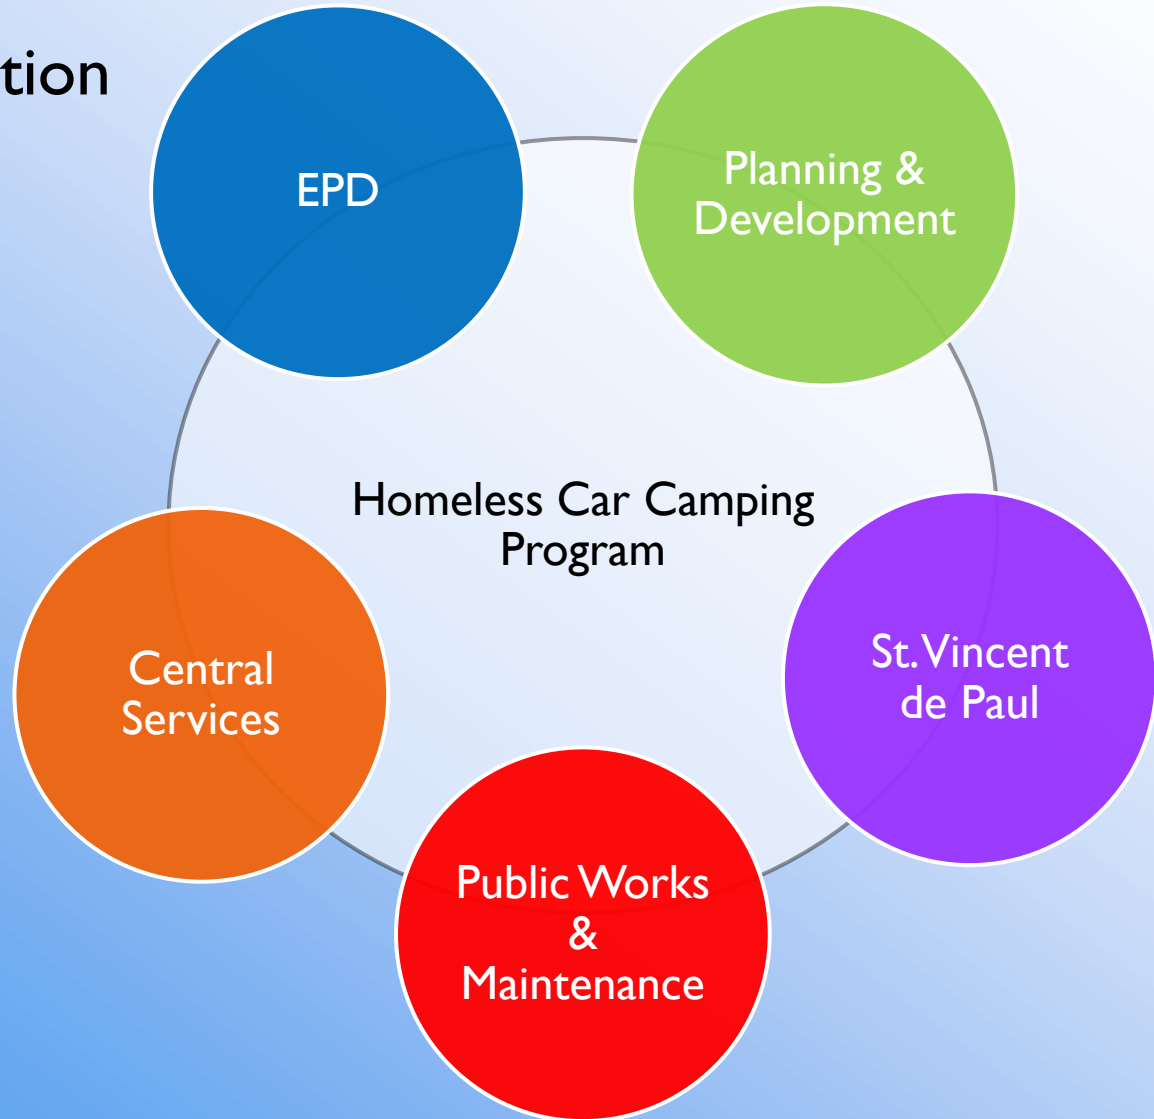 tion
EPD
Planning &
Development
Homeless Car Camping
Program
St. Vincent
de Paul
Central
Services
Public Works
&
Maintenance